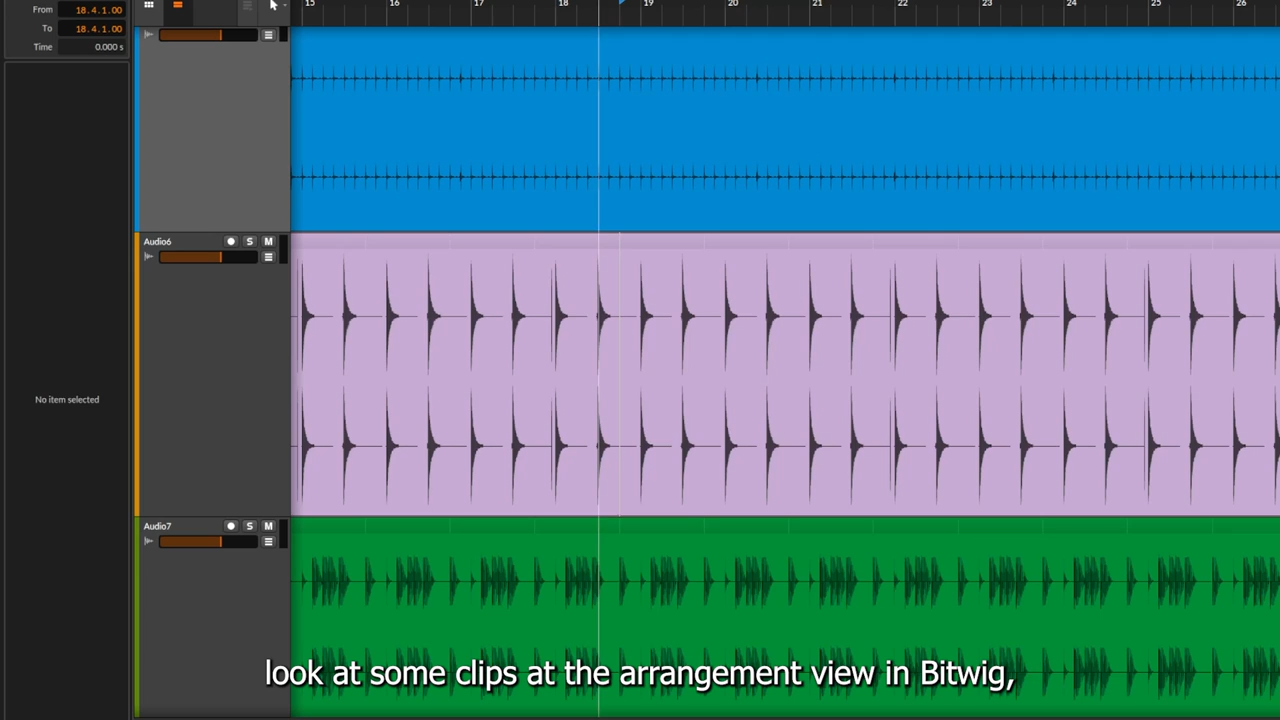 From 18.4.1.00
To 18.4.1.00
Time 0.000 s
15 16 17 18 19 20 21 22 23 24 25 26
No item selected
Audio6 S M
Audio7 S M
look at some clips at the arrangement view in Bitwig,